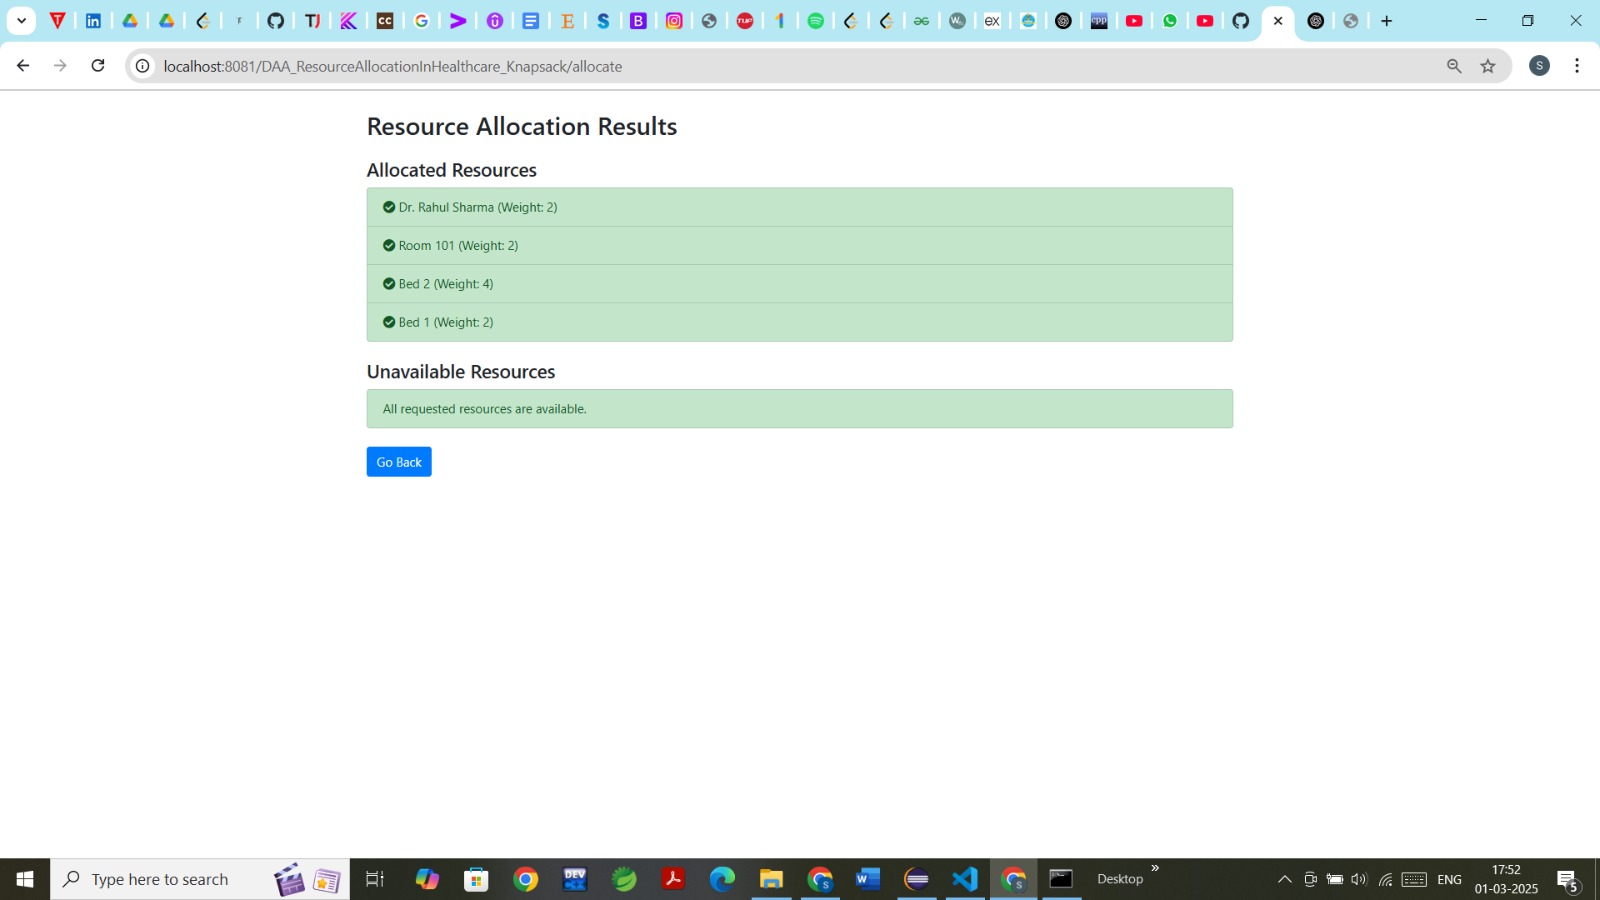 localhost:8081/DAA_ResourceAllocationInHealthcare_Knapsack/allocate
S
Resource Allocation Results
Allocated Resources
Dr. Rahul Sharma (Weight: 2)
Room 101 (Weight: 2)
Bed 2 (Weight: 4)
Bed 1 (Weight: 2)
Unavailable Resources
All requested resources are available.
Go Back
Type here to search
DEV
Desktop
ENG
17:52
01-03-2025
5